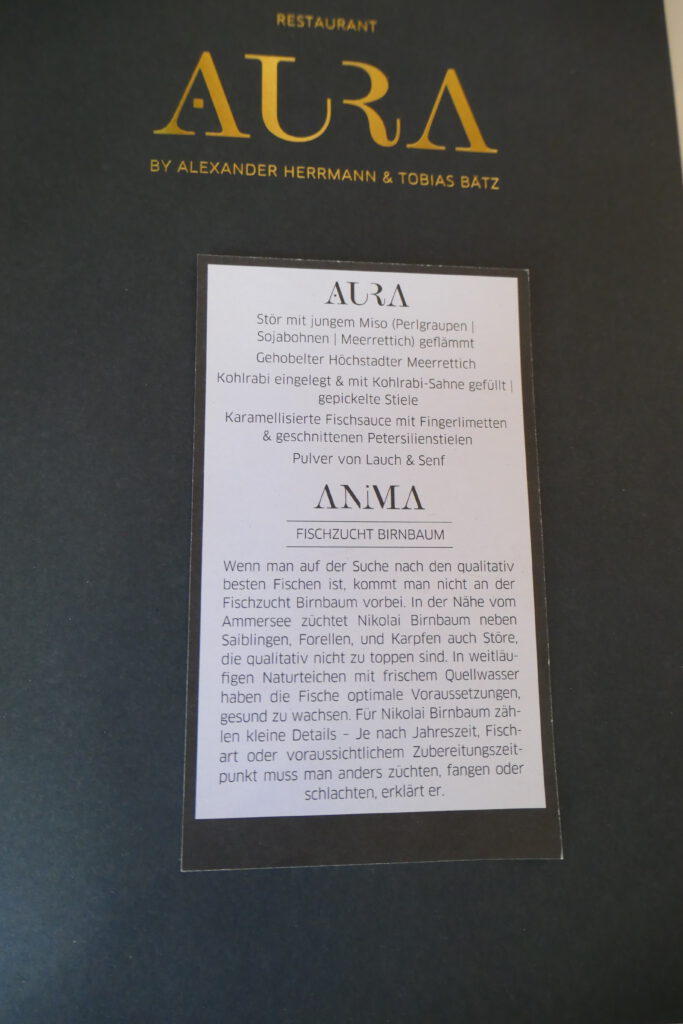 RESTAURANT
AURA
BY ALEXANDER HERRMANN & TOBIAS BÄTZ
AURA
Stör mit jungem Miso (Perlgraupen |
Sojabohnen | Meerrettich) geflämmt
Gehobelter Höchstadter Meerrettich
Kohlrabi eingelegt & mit Kohlrabi-Sahne gefüllt |
gepickelte Stiele
Karamellisierte Fischsauce mit Fingerlimetten
& geschnittenen Petersilienstielen
Pulver von Lauch & Senf
ANiMA
FISCHZUCHT BIRNBAUM
Wenn man auf der Suche nach den qualitativ
besten Fischen ist, kommt man nicht an der
Fischzucht Birnbaum vorbei. In der Nähe vom
Ammersee züchtet Nikolai Birnbaum neben
Saiblingen, Forellen, und Karpfen auch Störe,
die qualitativ nicht zu toppen sind. In weitläu-
figen Naturteichen mit frischem Quellwasser
haben die Fische optimale Voraussetzungen,
gesund zu wachsen. Für Nikolai Birnbaum zäh-
len kleine Details – Je nach Jahreszeit, Fisch-
art oder voraussichtlichem Zubereitungszeit-
punkt muss man anders züchten, fangen oder
schlachten, erklärt er.